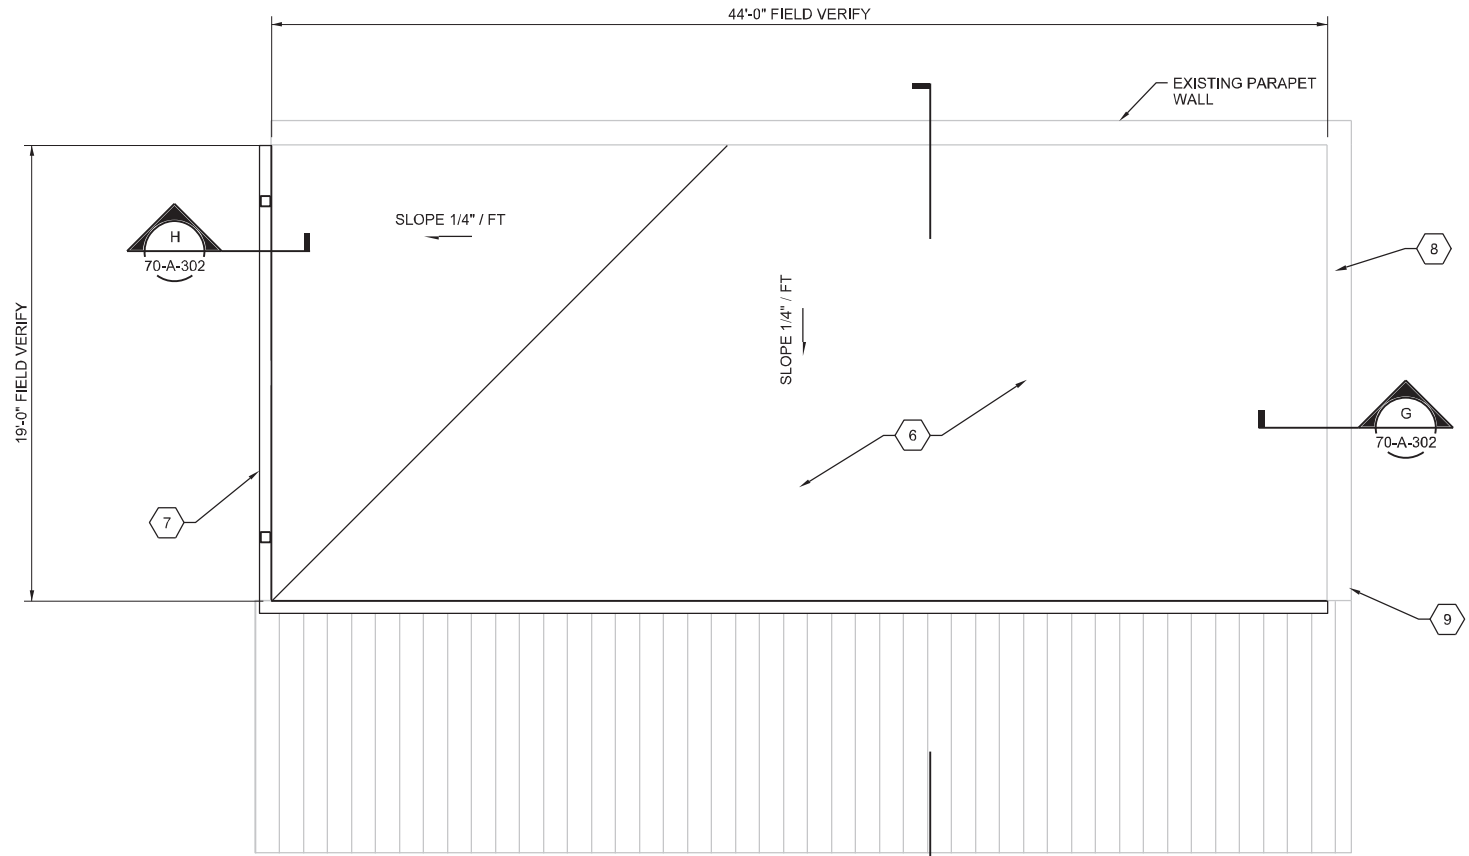 44'-0" FIELD VERIFY
EXISTING PARAPET
WALL
SLOPE 1/4" / FT
H
70-A-302
8
SLOPE 1/4" / FT
19'-0" FIELD VERIFY
G
70-A-302
6
7
9